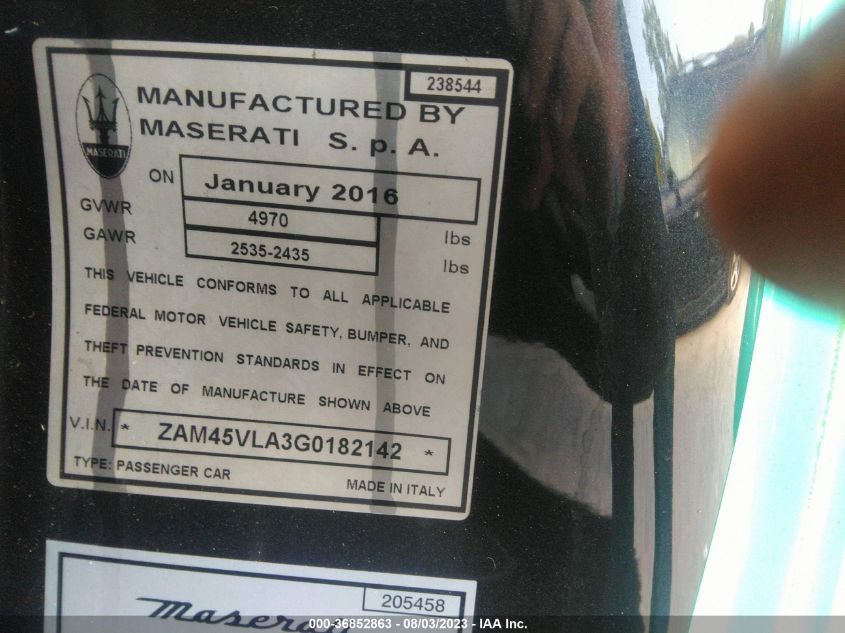 238544
MASERATI
MANUFACTURED BY
MASERATI S. p. A.
ON January 2016
GVWR 4970 lbs
GAWR 2535-2435 lbs
THIS VEHICLE CONFORMS TO ALL APPLICABLE
FEDERAL MOTOR VEHICLE SAFETY, BUMPER, AND
THEFT PREVENTION STANDARDS IN EFFECT ON
THE DATE OF MANUFACTURE SHOWN ABOVE
V.I.N. * ZAM45VLA3G0182142 *
TYPE: PASSENGER CAR
MADE IN ITALY
205458
Maserati
000-36852863 - 08/03/2023 - IAA Inc.